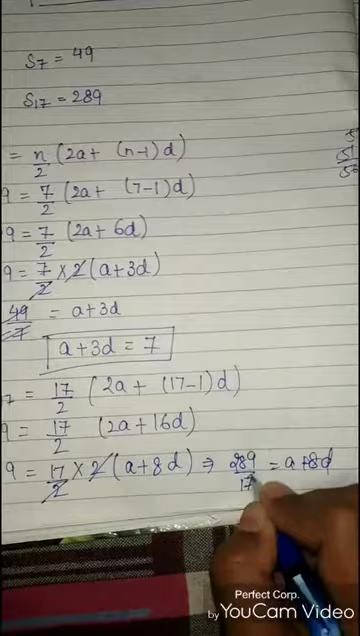 S7 = 49
S17 = 289
= n/2 (2a + (n-1)d)
9 = 7/2 (2a + (7-1)d)
9 = 7/2 (2a + 6d)
9 = 7/2 × 2 (a + 3d)
49/7 = a + 3d
a + 3d = 7
7 = 17/2 (2a + (17-1)d)
9 = 17/2 (2a + 16d)
9 = 17/2 × 2 (a + 8d) ⇒ 289/17 = a + 8d
Perfect Corp.
by YouCam Video